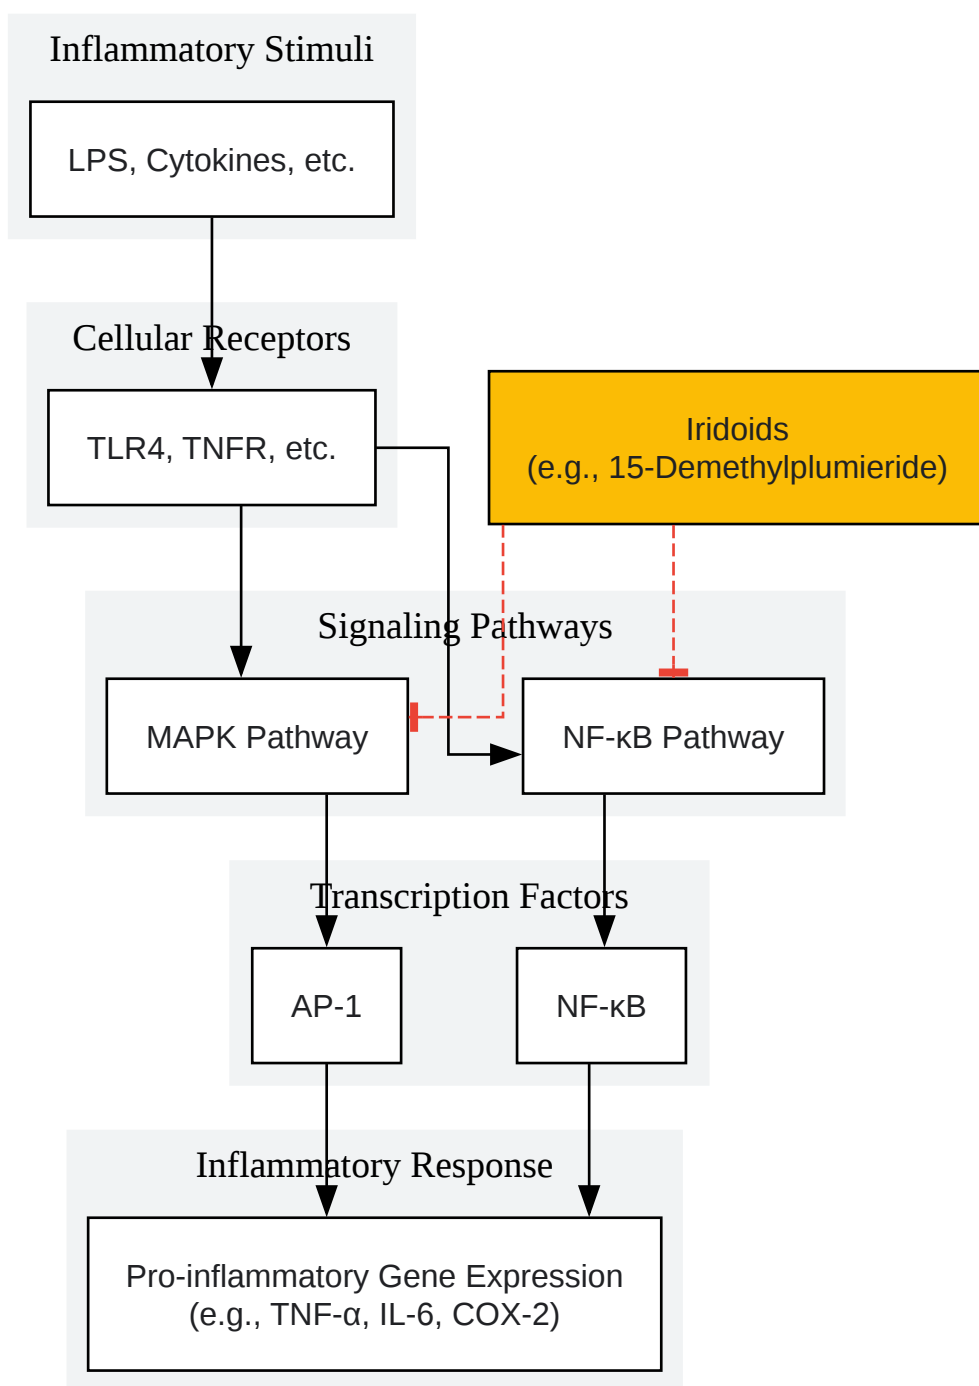 Inflammatory Stimuli
LPS, Cytokines, etc.
Cellular Receptors
TLR4, TNFR, etc.
Iridoids
(e.g., 15-Demethylplumieride)
Signaling Pathways
MAPK Pathway
NF-κB Pathway
Transcription Factors
AP-1
NF-κB
Inflammatory Response
Pro-inflammatory Gene Expression
(e.g., TNF-α, IL-6, COX-2)